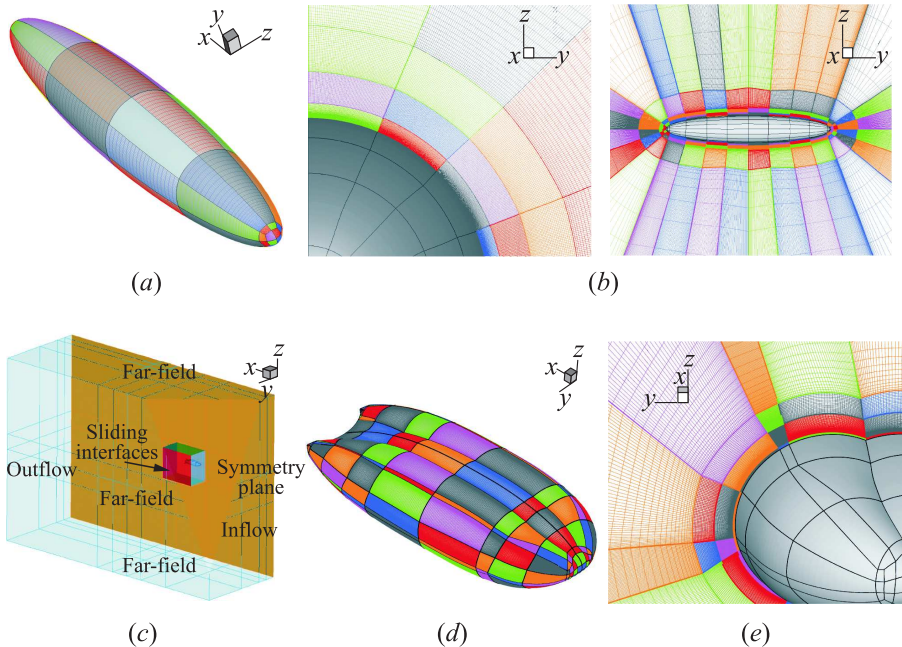 y
x
z
(a)
z
x
y
z
x
y
(b)
Far-field
x
z
y
Sliding
interfaces
Outflow
Symmetry
plane
Far-field
Inflow
Far-field
(c)
x
z
y
(d)
x
z
y
(e)